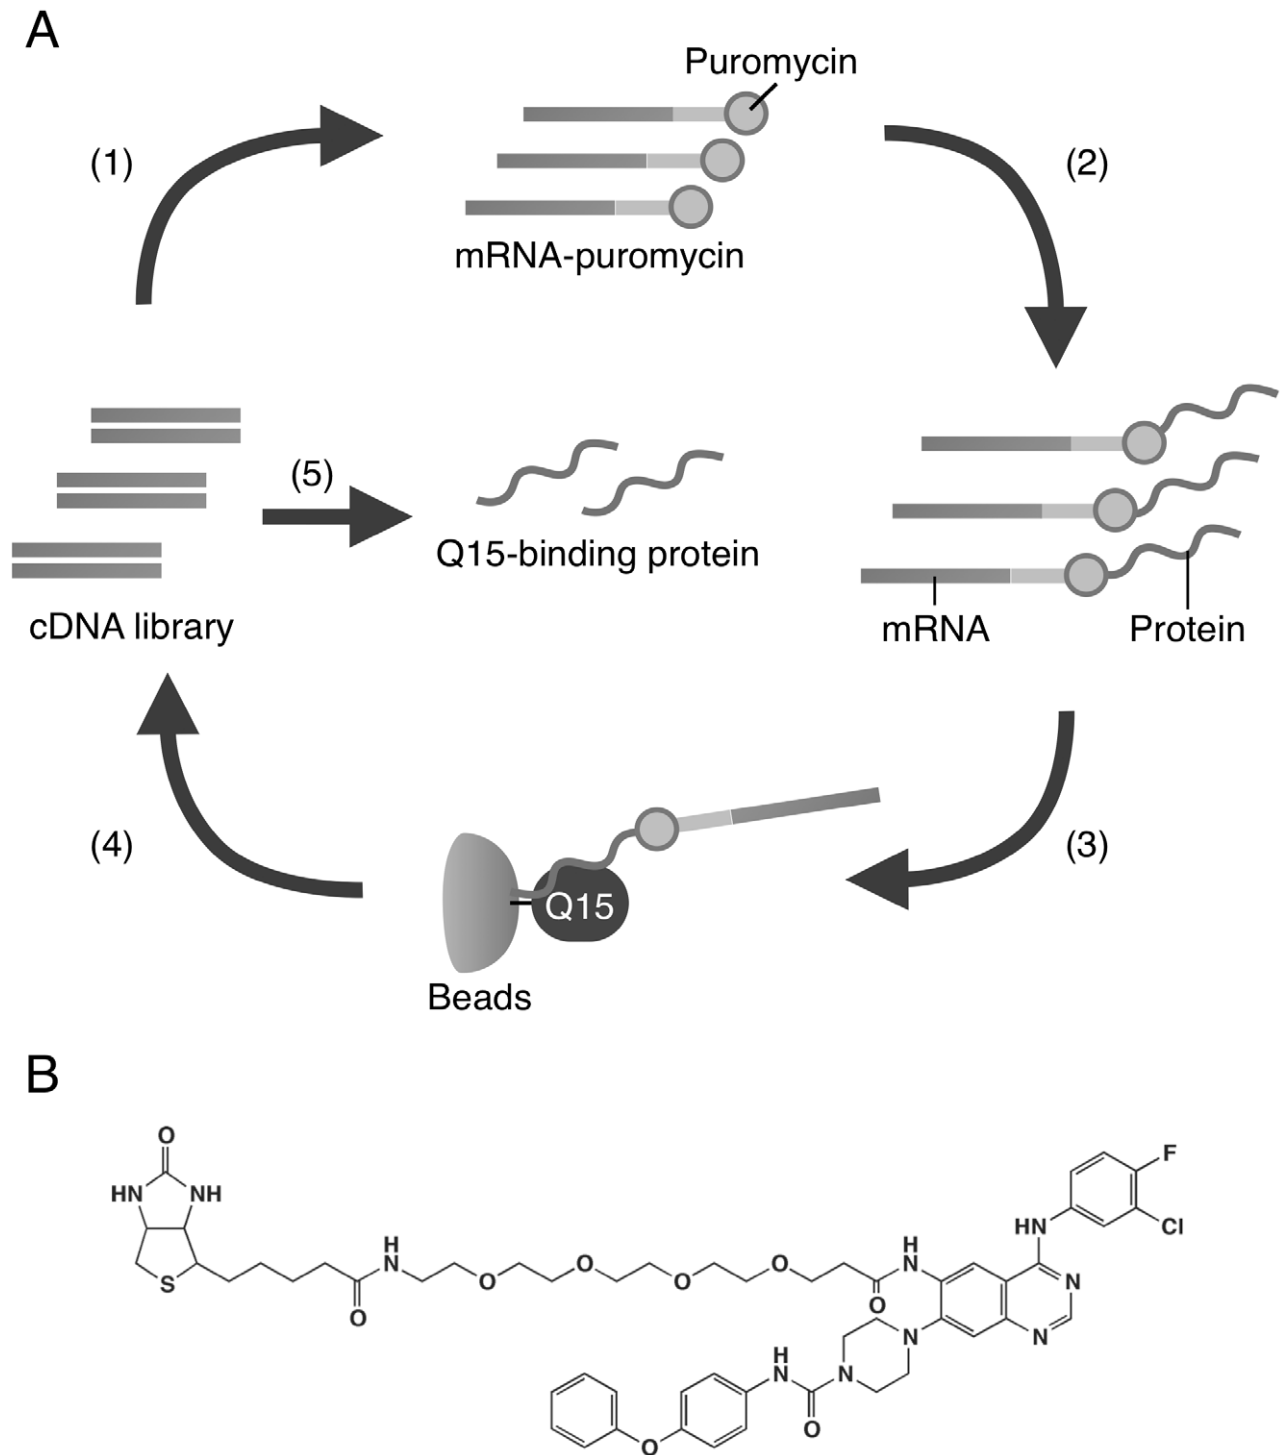 A
Puromycin
(1)
(2)
mRNA-puromycin
(5)
Q15-binding protein
cDNA library
mRNA
Protein
(4)
(3)
Q15
Beads
B
O
HN
NH
S
H
N
O
O
O
O
O
H
N
O
HN
F
Cl
N
N
N
N
H
N
O
O